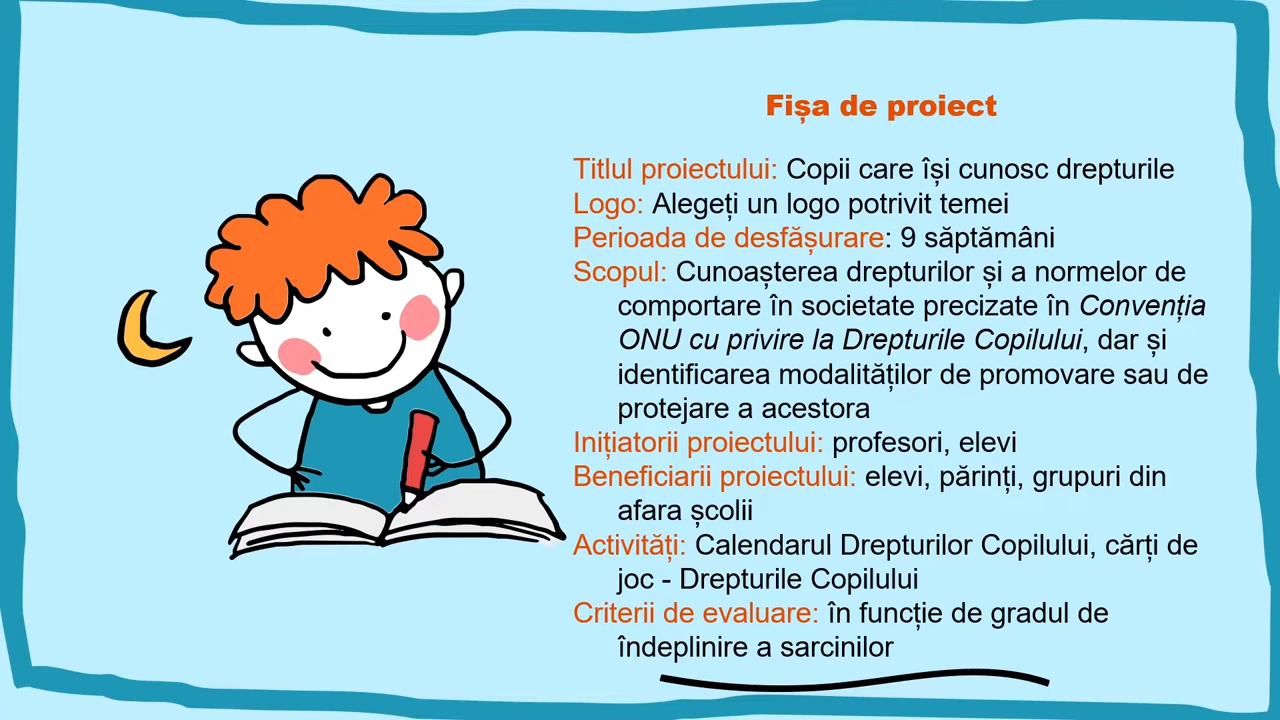 Fișa de proiect
Titlul proiectului: Copii care își cunosc drepturile
Logo: Alegeți un logo potrivit temei
Perioada de desfășurare: 9 săptămâni
Scopul: Cunoașterea drepturilor și a normelor de
comportare în societate precizate în Convenția
ONU cu privire la Drepturile Copilului, dar și
identificarea modalităților de promovare sau de
protejare a acestora
Inițiatorii proiectului: profesori, elevi
Beneficiarii proiectului: elevi, părinți, grupuri din
afara școlii
Activități: Calendarul Drepturilor Copilului, cărți de
joc - Drepturile Copilului
Criterii de evaluare: în funcție de gradul de
îndeplinire a sarcinilor